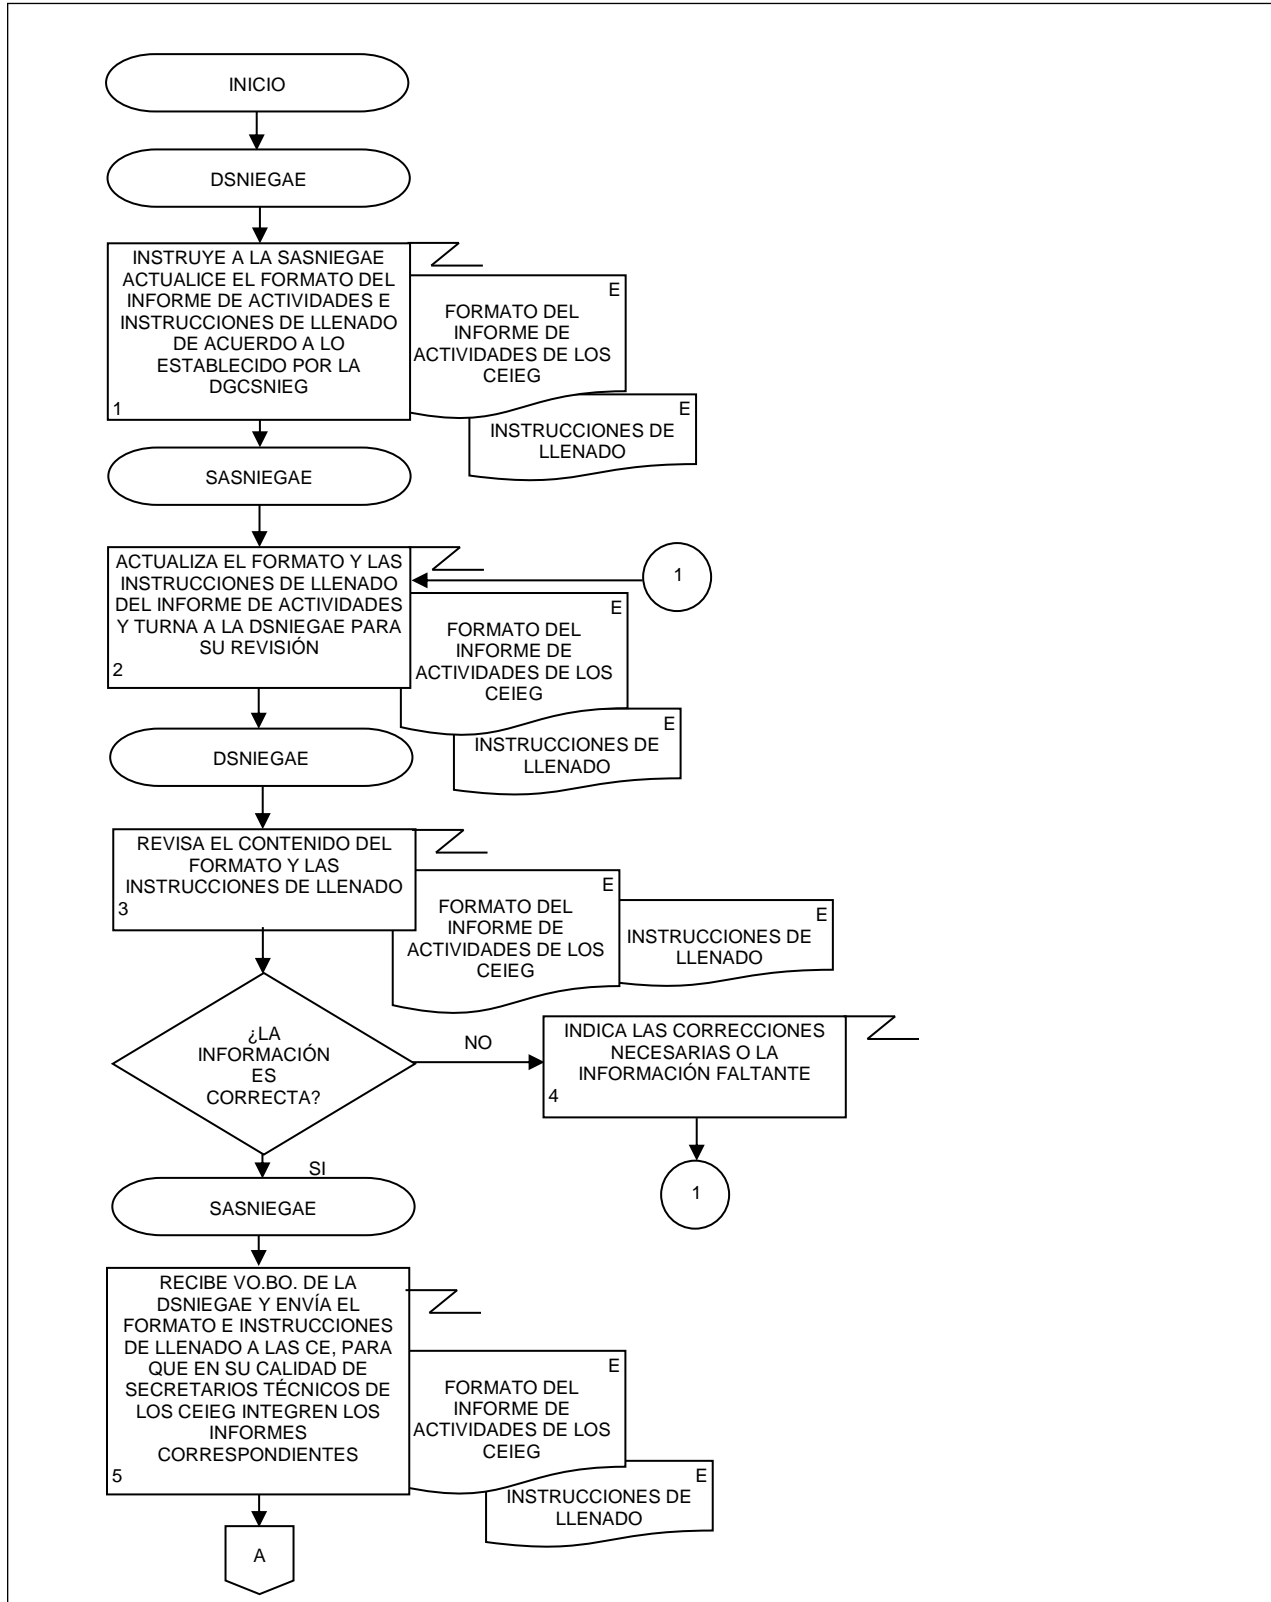 INICIO
DSNIEGAE
INSTRUYE A LA SASNIEGAE
ACTUALICE EL FORMATO DEL
INFORME DE ACTIVIDADES E
INSTRUCCIONES DE LLENADO
DE ACUERDO A LO
ESTABLECIDO POR LA
DGCSNIEG
1
E
FORMATO DEL
INFORME DE
ACTIVIDADES DE LOS
CEIEG
E
INSTRUCCIONES DE
LLENADO
SASNIEGAE
ACTUALIZA EL FORMATO Y LAS
INSTRUCCIONES DE LLENADO
DEL INFORME DE ACTIVIDADES
Y TURNA A LA DSNIEGAE PARA
SU REVISIÓN
2
1
E
FORMATO DEL
INFORME DE
ACTIVIDADES DE LOS
CEIEG
E
INSTRUCCIONES DE
LLENADO
DSNIEGAE
REVISA EL CONTENIDO DEL
FORMATO Y LAS
INSTRUCCIONES DE LLENADO
3
E
FORMATO DEL
INFORME DE
ACTIVIDADES DE LOS
CEIEG
E
INSTRUCCIONES DE
LLENADO
¿LA
INFORMACIÓN
ES
CORRECTA?
NO
INDICA LAS CORRECCIONES
NECESARIAS O LA
INFORMACIÓN FALTANTE
4
1
SI
SASNIEGAE
RECIBE VO.BO. DE LA
DSNIEGAE Y ENVÍA EL
FORMATO E INSTRUCCIONES
DE LLENADO A LAS CE, PARA
QUE EN SU CALIDAD DE
SECRETARIOS TÉCNICOS DE
LOS CEIEG INTEGREN LOS
INFORMES
CORRESPONDIENTES
5
E
FORMATO DEL
INFORME DE
ACTIVIDADES DE LOS
CEIEG
E
INSTRUCCIONES DE
LLENADO
A